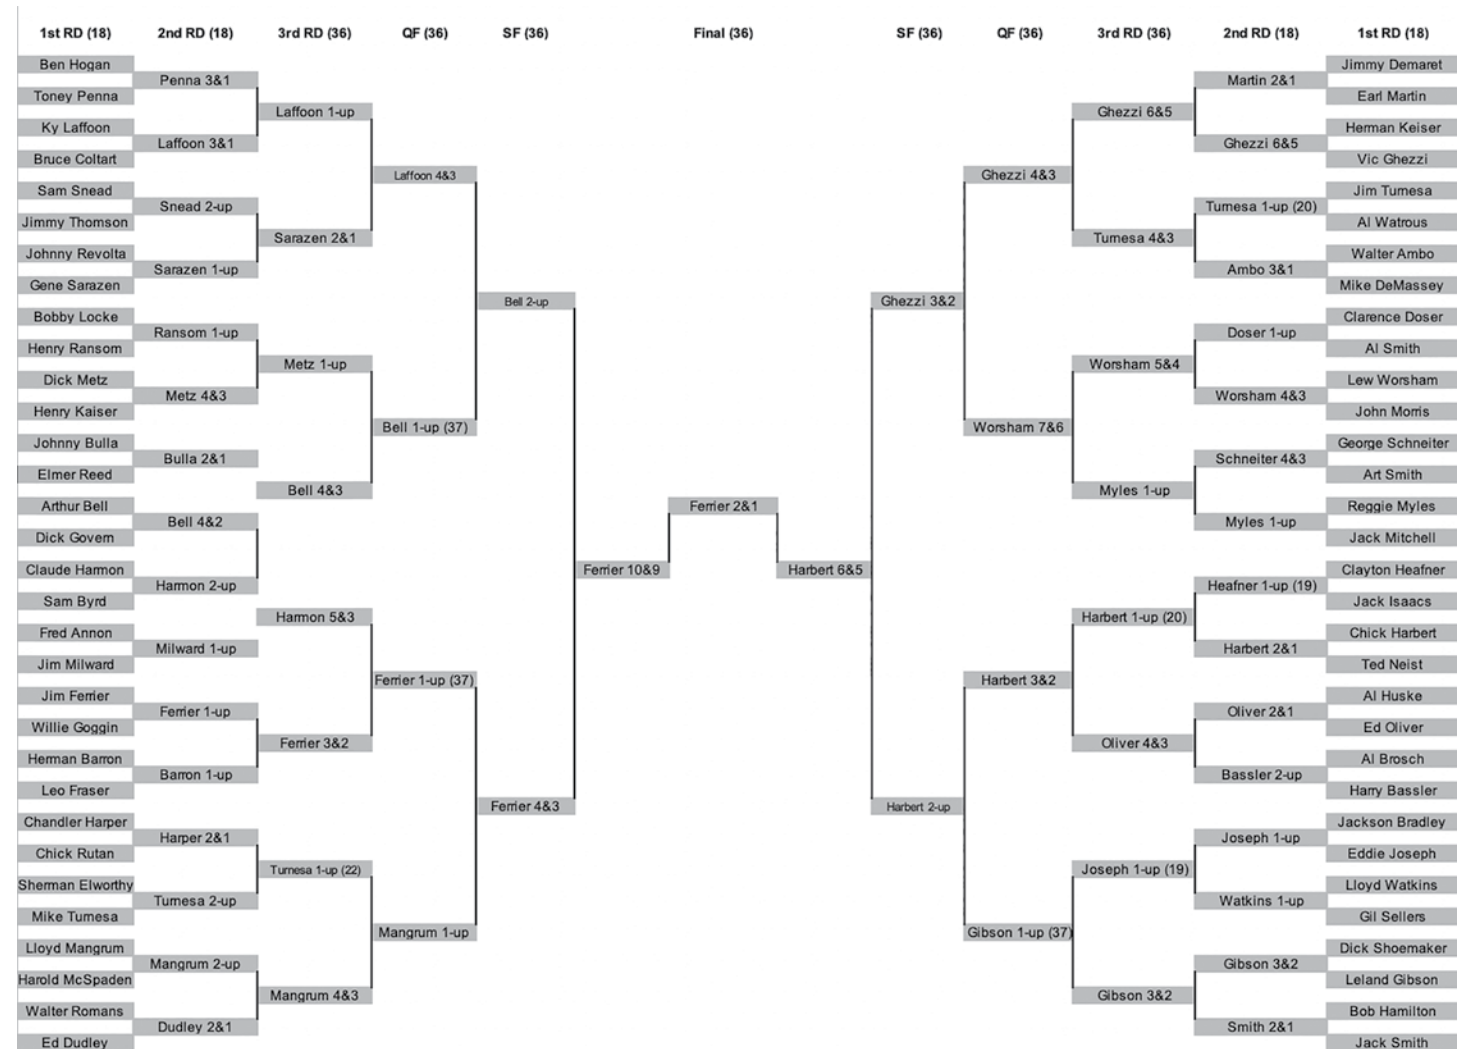 1st RD (18)
Ben Hogan
Toney Penna
Ky Laffoon
Bruce Coltart
Sam Snead
Jimmy Thomson
Johnny Revolta
Gene Sarazen
Bobby Locke
Henry Ransom
Dick Metz
Henry Kaiser
Johnny Bulla
Elmer Reed
Arthur Bell
Dick Govern
Claude Harmon
Sam Byrd
Fred Annon
Jim Milward
Jim Ferrier
Willie Goggin
Herman Barron
Leo Fraser
Chandler Harper
Chick Rutan
Sherman Elworthy
Mike Turnesa
Lloyd Mangrum
Harold McSpaden
Walter Romans
Ed Dudley
2nd RD (18)
Penna 3&1
Laffoon 3&1
Snead 2-up
Sarazen 1-up
Ransom 1-up
Metz 4&3
Bulla 2&1
Bell 4&2
Harmon 2-up
Milward 1-up
Ferrier 1-up
Barron 1-up
Harper 2&1
Turnesa 2-up
Mangrum 2-up
Dudley 2&1
3rd RD (36)
Laffoon 1-up
Sarazen 2&1
Metz 1-up
Bell 4&3
Harmon 5&3
Ferrier 3&2
Turnesa 1-up (22)
Mangrum 4&3
QF (36)
Laffoon 4&3
Bell 1-up (37)
Ferrier 1-up (37)
Mangrum 1-up
SF (36)
Bell 2-up
Ferrier 4&3
Final (36)
Ferrier 10&9
Ferrier 2&1
Harbert 6&5
SF (36)
Ghezzi 3&2
Harbert 2-up
QF (36)
Ghezzi 4&3
Worsham 7&6
Harbert 3&2
Gibson 1-up (37)
3rd RD (36)
Ghezzi 6&5
Turnesa 4&3
Worsham 5&4
Myles 1-up
Harbert 1-up (20)
Oliver 4&3
Joseph 1-up (19)
Gibson 3&2
2nd RD (18)
Martin 2&1
Ghezzi 6&5
Turnesa 1-up (20)
Ambo 3&1
Doser 1-up
Worsham 4&3
Schneiter 4&3
Myles 1-up
Heafner 1-up (19)
Harbert 2&1
Oliver 2&1
Bassler 2-up
Joseph 1-up
Watkins 1-up
Gibson 3&2
Smith 2&1
1st RD (18)
Jimmy Demaret
Earl Martin
Herman Keiser
Vic Ghezzi
Jim Turnesa
Al Watrous
Walter Ambo
Mike DeMassey
Clarence Doser
Al Smith
Lew Worsham
John Morris
George Schneiter
Art Smith
Reggie Myles
Jack Mitchell
Clayton Heafner
Jack Isaacs
Chick Harbert
Ted Neist
Al Huske
Ed Oliver
Al Brosch
Harry Bassler
Jackson Bradley
Eddie Joseph
Lloyd Watkins
Gil Sellers
Dick Shoemaker
Leland Gibson
Bob Hamilton
Jack Smith